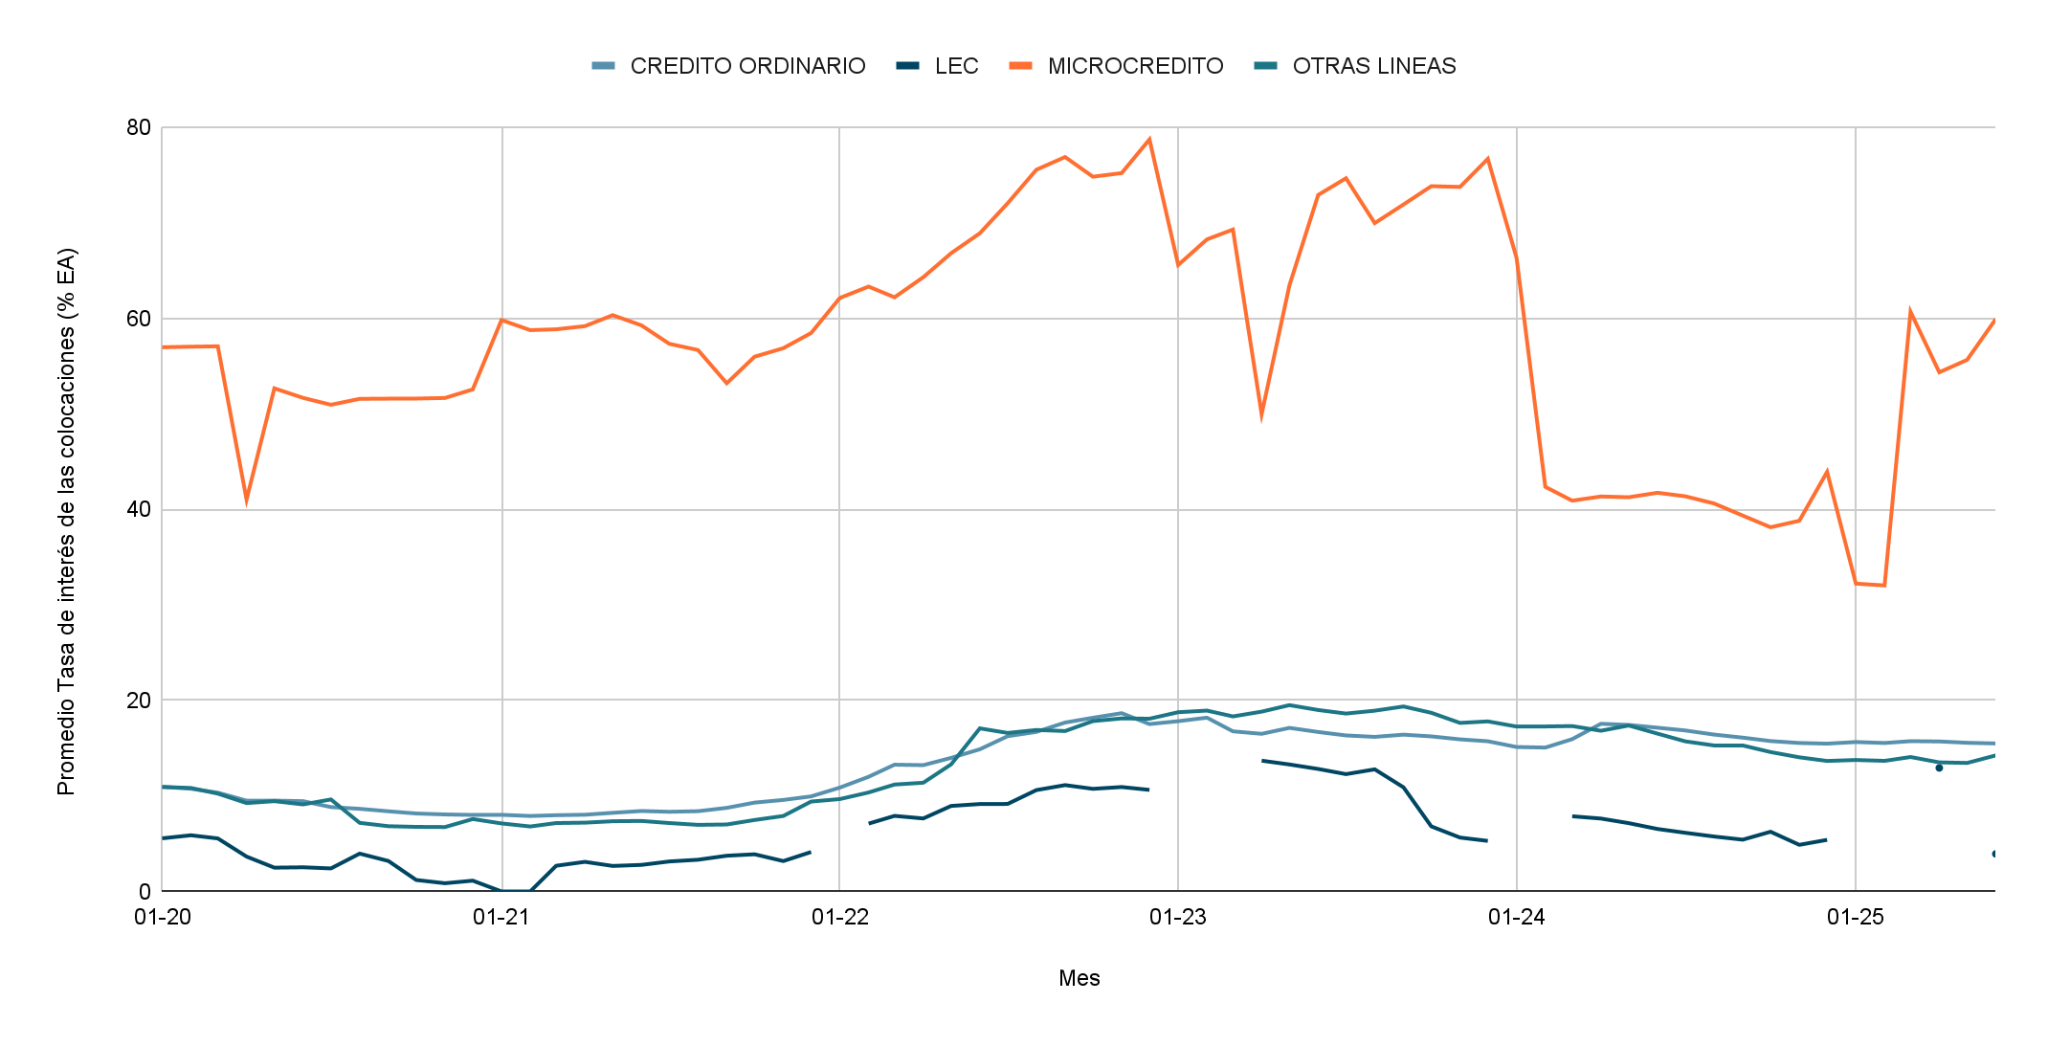 CREDITO ORDINARIO LEC MICROCREDITO OTRAS LINEAS
Promedio Tasa de interés de las colocaciones (% EA)
80
60
40
20
0
01-20 01-21 01-22 01-23 01-24 01-25
Mes